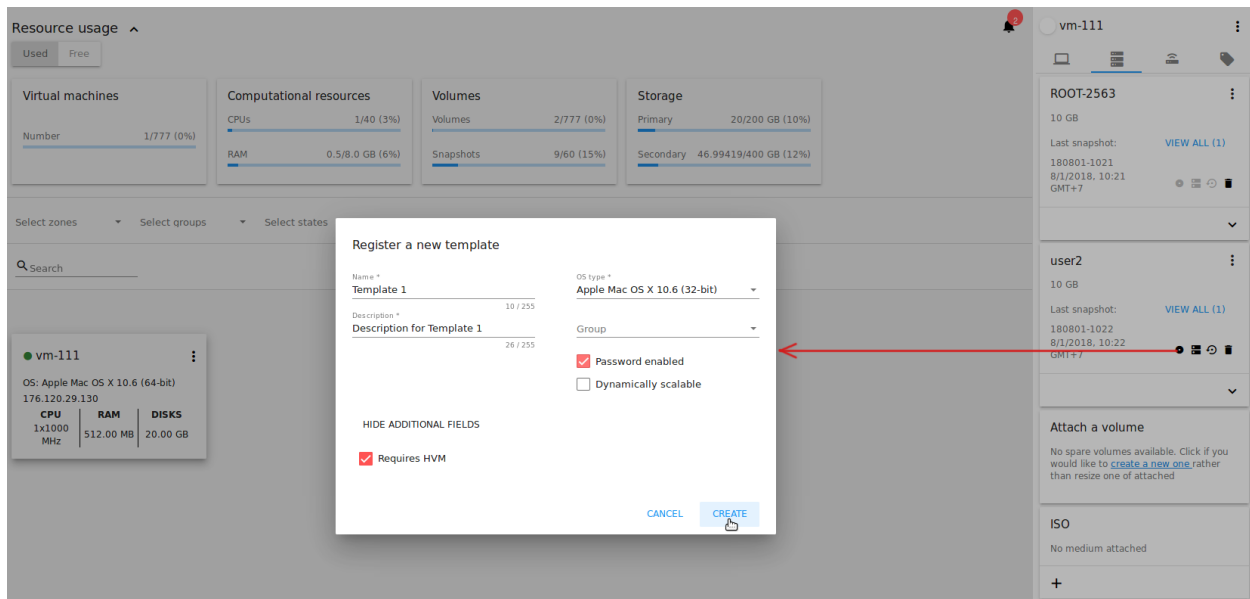 Resource usage
2
Used Free
Virtual machines
Number 1/777 (0%)
Computational resources
CPUs 1/40 (3%)
RAM 0.5/8.0 GB (6%)
Volumes
Volumes 2/777 (0%)
Snapshots 9/60 (15%)
Storage
Primary 20/200 GB (10%)
Secondary 46.99419/400 GB (12%)
Select zones Select groups Select states
Search
vm-111
OS: Apple Mac OS X 10.6 (64-bit)
176.120.29.130
CPU RAM DISKS
1x1000 MHz 512.00 MB 20.00 GB
Register a new template
Name *
Template 1
10 / 255
Description *
Description for Template 1
26 / 255
OS type *
Apple Mac OS X 10.6 (32-bit)
Group
Password enabled
Dynamically scalable
HIDE ADDITIONAL FIELDS
Requires HVM
CANCEL CREATE
vm-111
ROOT-2563
10 GB
Last snapshot: VIEW ALL (1)
180801-1021
8/1/2018, 10:21
GMT+7
user2
10 GB
Last snapshot: VIEW ALL (1)
180801-1022
8/1/2018, 10:22
GMT+7
Attach a volume
No spare volumes available. Click if you
would like to create a new one rather
than resize one of attached
ISO
No medium attached
+